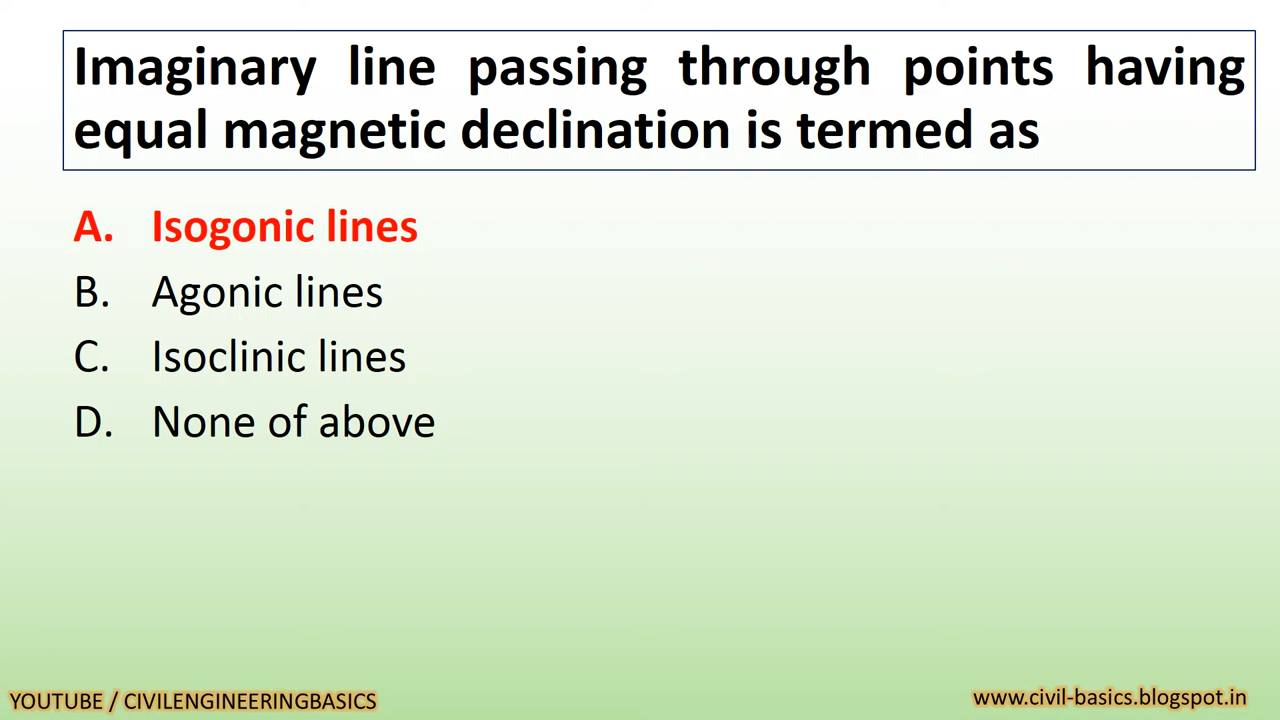 Imaginary line passing through points having
equal magnetic declination is termed as
A. Isogonic lines
B. Agonic lines
C. Isoclinic lines
D. None of above
YOUTUBE / CIVILENGINEERINGBASICS
www.civil-basics.blogspot.in